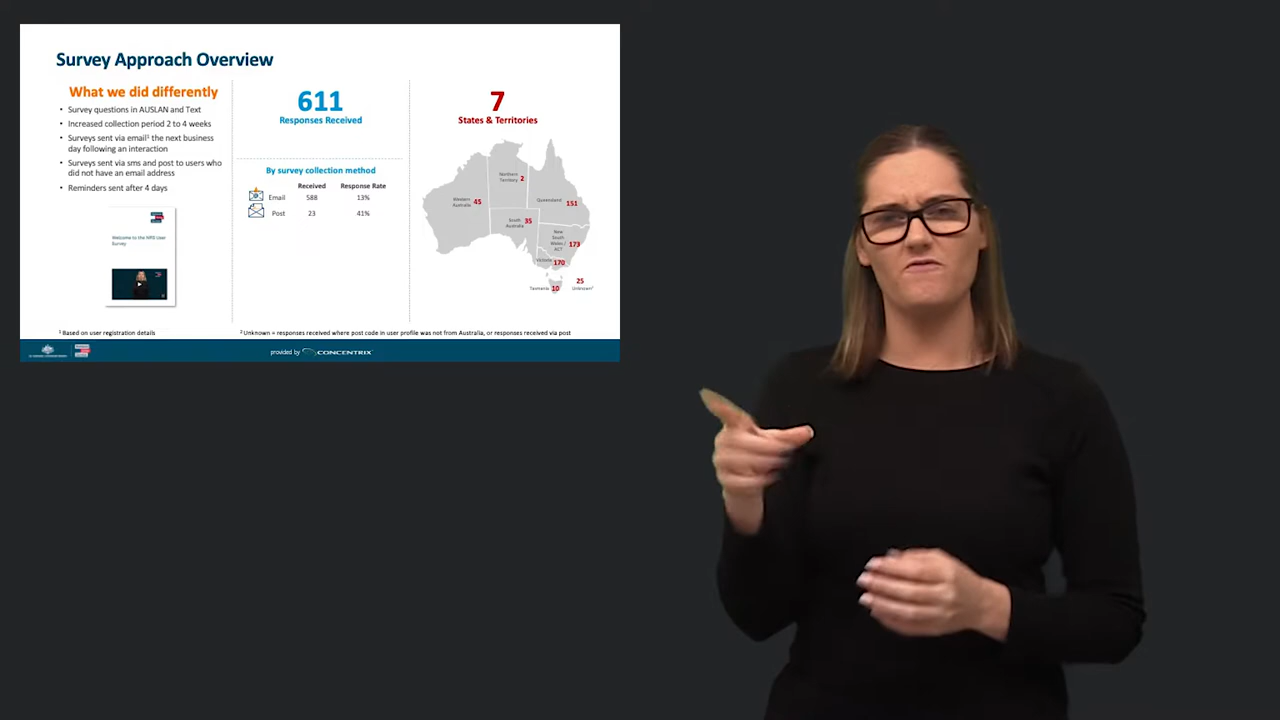 Survey Approach Overview
What we did differently
• Survey questions in AUSLAN and Text
• Increased collection period 2 to 4 weeks
• Surveys sent via email¹ the next business
day following an interaction
• Surveys sent via sms and post to users who
did not have an email address
• Reminders sent after 4 days
Welcome to the NRS User
Survey
611
Responses Received
By survey collection method
Received Response Rate
Email 588 13%
Post 23 41%
7
States & Territories
Northern
Territory 2
Western
Australia 45
Queensland 151
South
Australia 35
New
South
Wales /
ACT 173
Victoria 170
Tasmania 10
25
Unknown²
¹ Based on user registration details
² Unknown = responses received where post code in user profile was not from Australia, or responses received via post
provided by CONCENTRIX